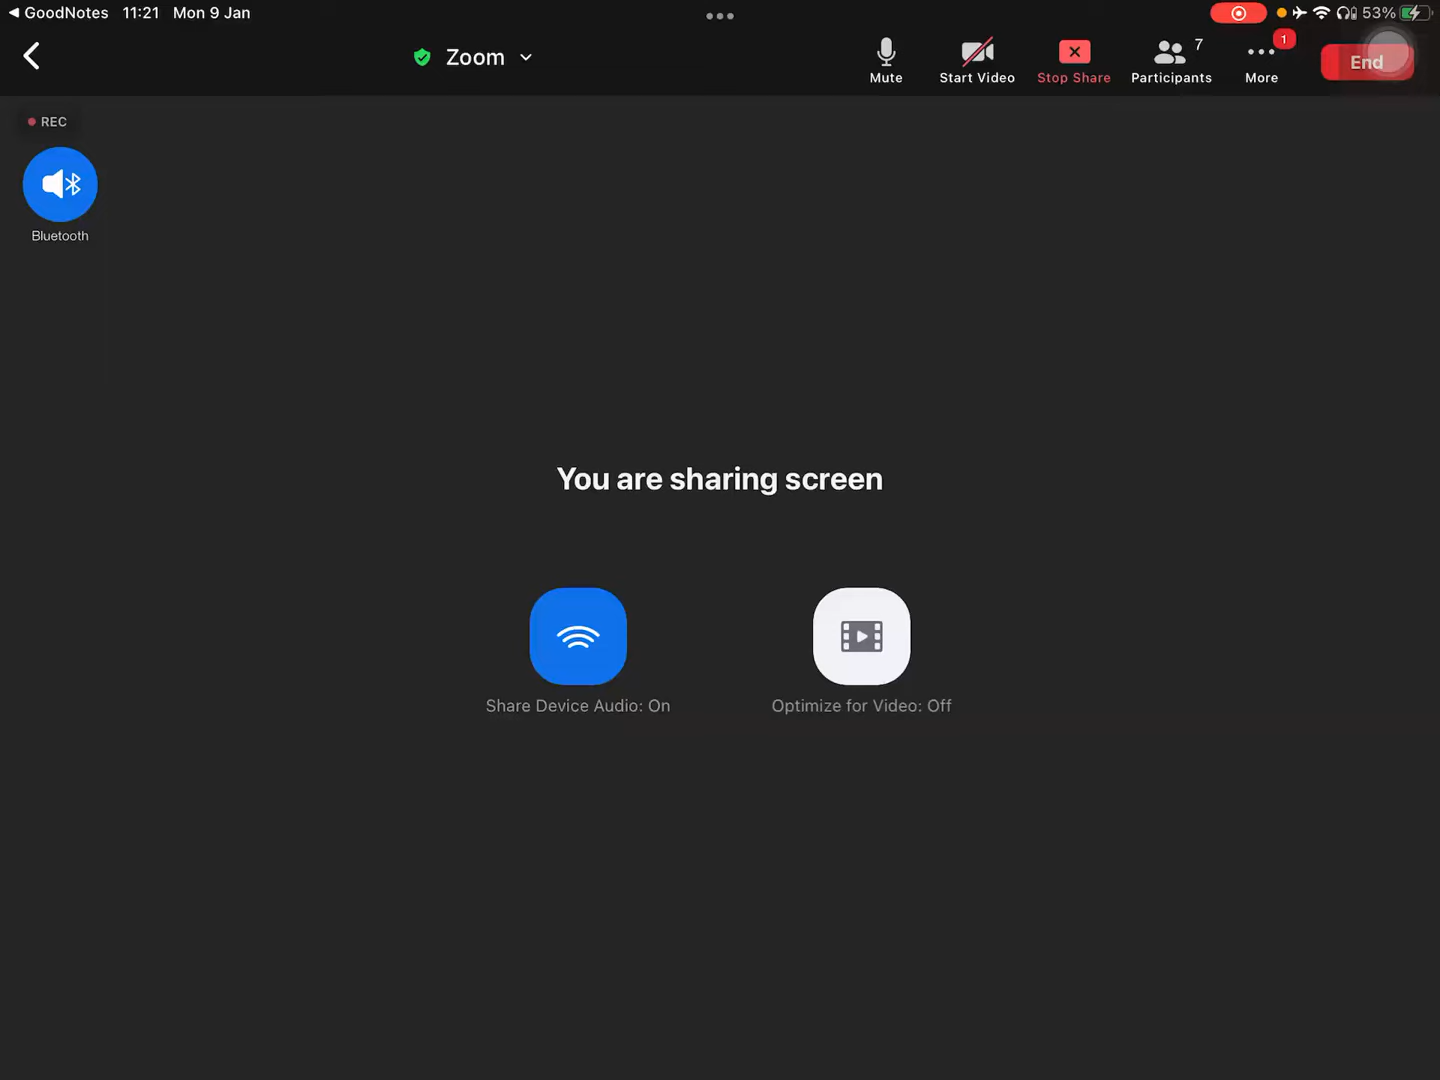 GoodNotes 11:21 Mon 9 Jan 53%
Zoom
Mute
Start Video
Stop Share
Participants 7
More 1
End
REC
Bluetooth
You are sharing screen
Share Device Audio: On
Optimize for Video: Off